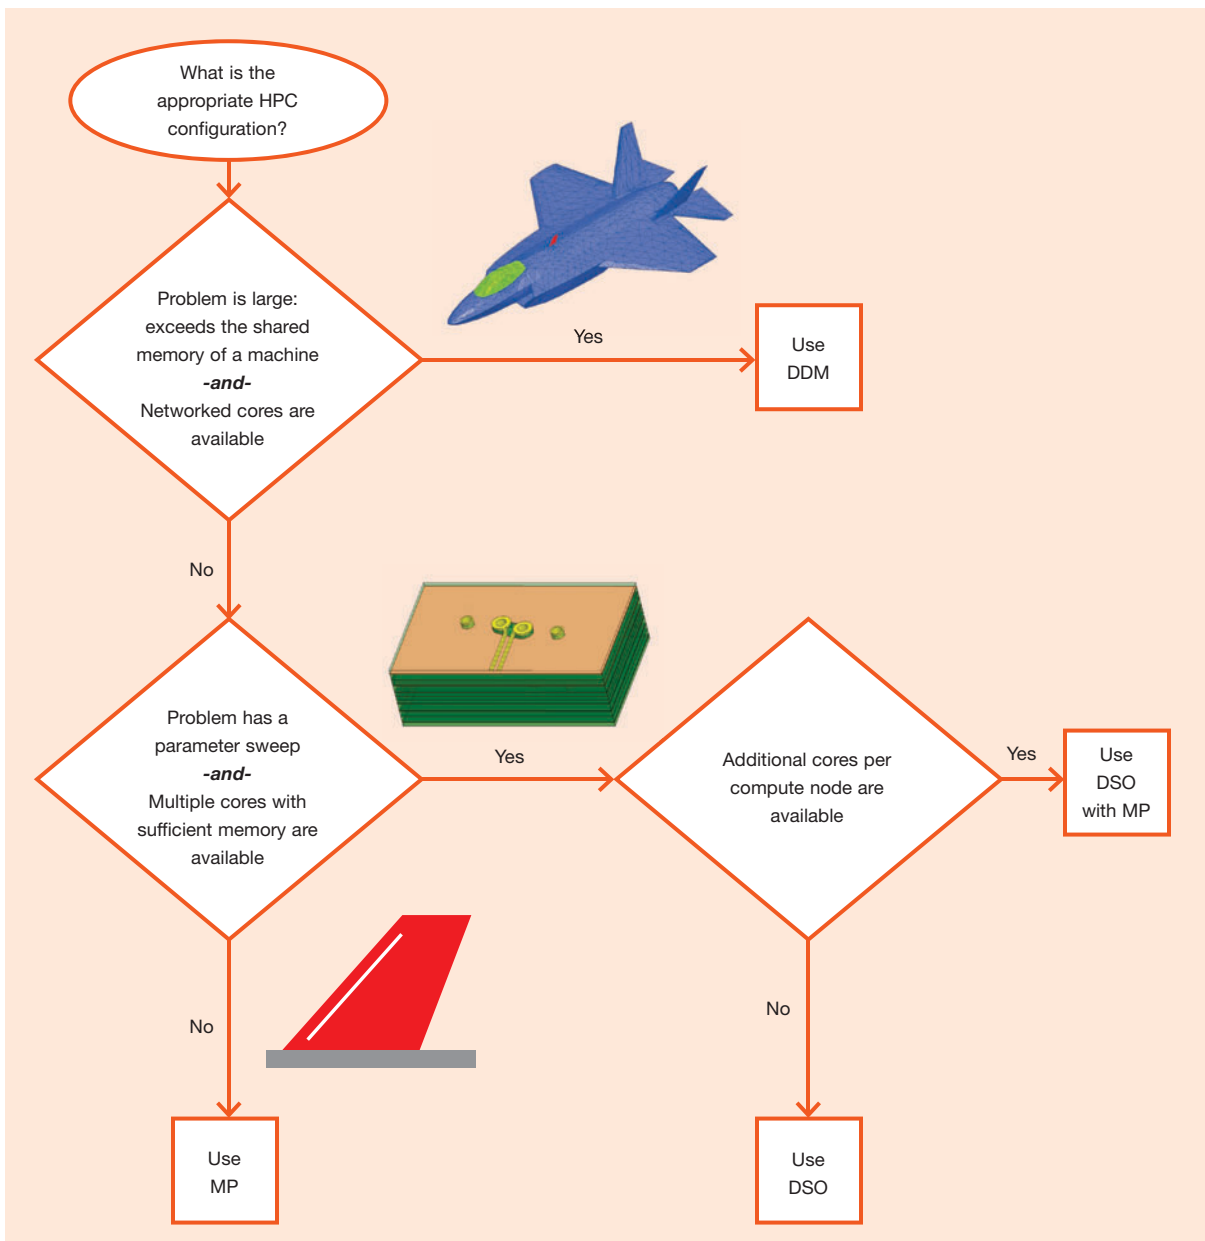 What is the
appropriate HPC
configuration?
Problem is large:
exceeds the shared
memory of a machine
-and-
Networked cores are
available
Yes
Use
DDM
No
Problem has a
parameter sweep
-and-
Multiple cores with
sufficient memory are
available
Yes
Additional cores per
compute node are
available
Yes
Use
DSO
with MP
No
Use
MP
No
Use
DSO